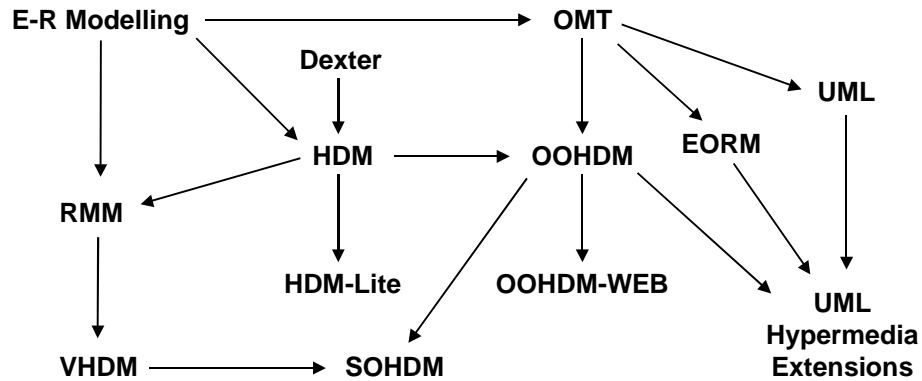 E-R Modelling
OMT
Dexter
UML
HDM
OOHDM
EORM
RMM
HDM-Lite
OOHDM-WEB
UML
Hypermedia
Extensions
VHDM
SOHDM